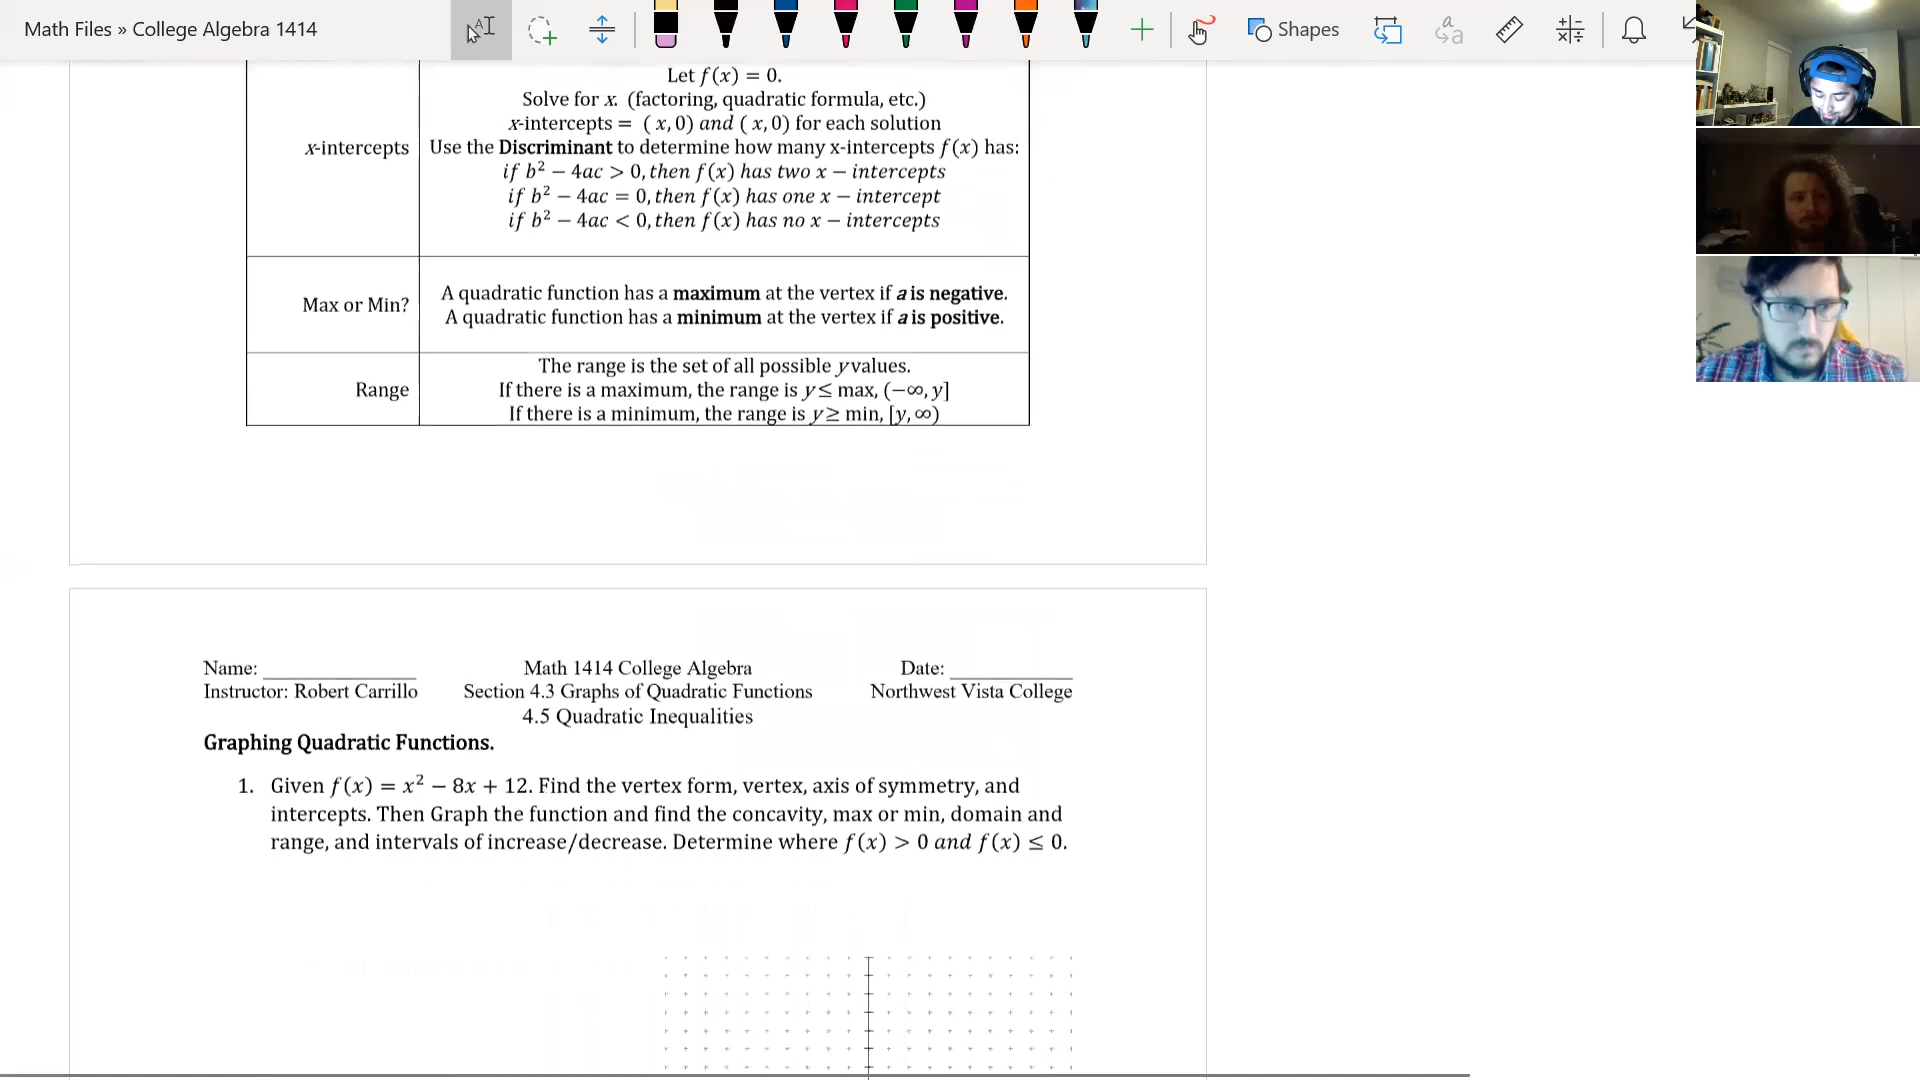 Math Files » College Algebra 1414
Shapes
Let f(x) = 0.
Solve for x. (factoring, quadratic formula, etc.)
x-intercepts = (x, 0) and (x, 0) for each solution
x-intercepts
Use the Discriminant to determine how many x-intercepts f(x) has:
if b² − 4ac > 0, then f(x) has two x − intercepts
if b² − 4ac = 0, then f(x) has one x − intercept
if b² − 4ac < 0, then f(x) has no x − intercepts
Max or Min?
A quadratic function has a maximum at the vertex if a is negative.
A quadratic function has a minimum at the vertex if a is positive.
Range
The range is the set of all possible y values.
If there is a maximum, the range is y ≤ max, (−∞, y]
If there is a minimum, the range is y ≥ min, [y, ∞)
Name: ______________ Math 1414 College Algebra Date: ___________
Instructor: Robert Carrillo Section 4.3 Graphs of Quadratic Functions Northwest Vista College
4.5 Quadratic Inequalities
Graphing Quadratic Functions.
1. Given f(x) = x² − 8x + 12. Find the vertex form, vertex, axis of symmetry, and
intercepts. Then Graph the function and find the concavity, max or min, domain and
range, and intervals of increase/decrease. Determine where f(x) > 0 and f(x) ≤ 0.